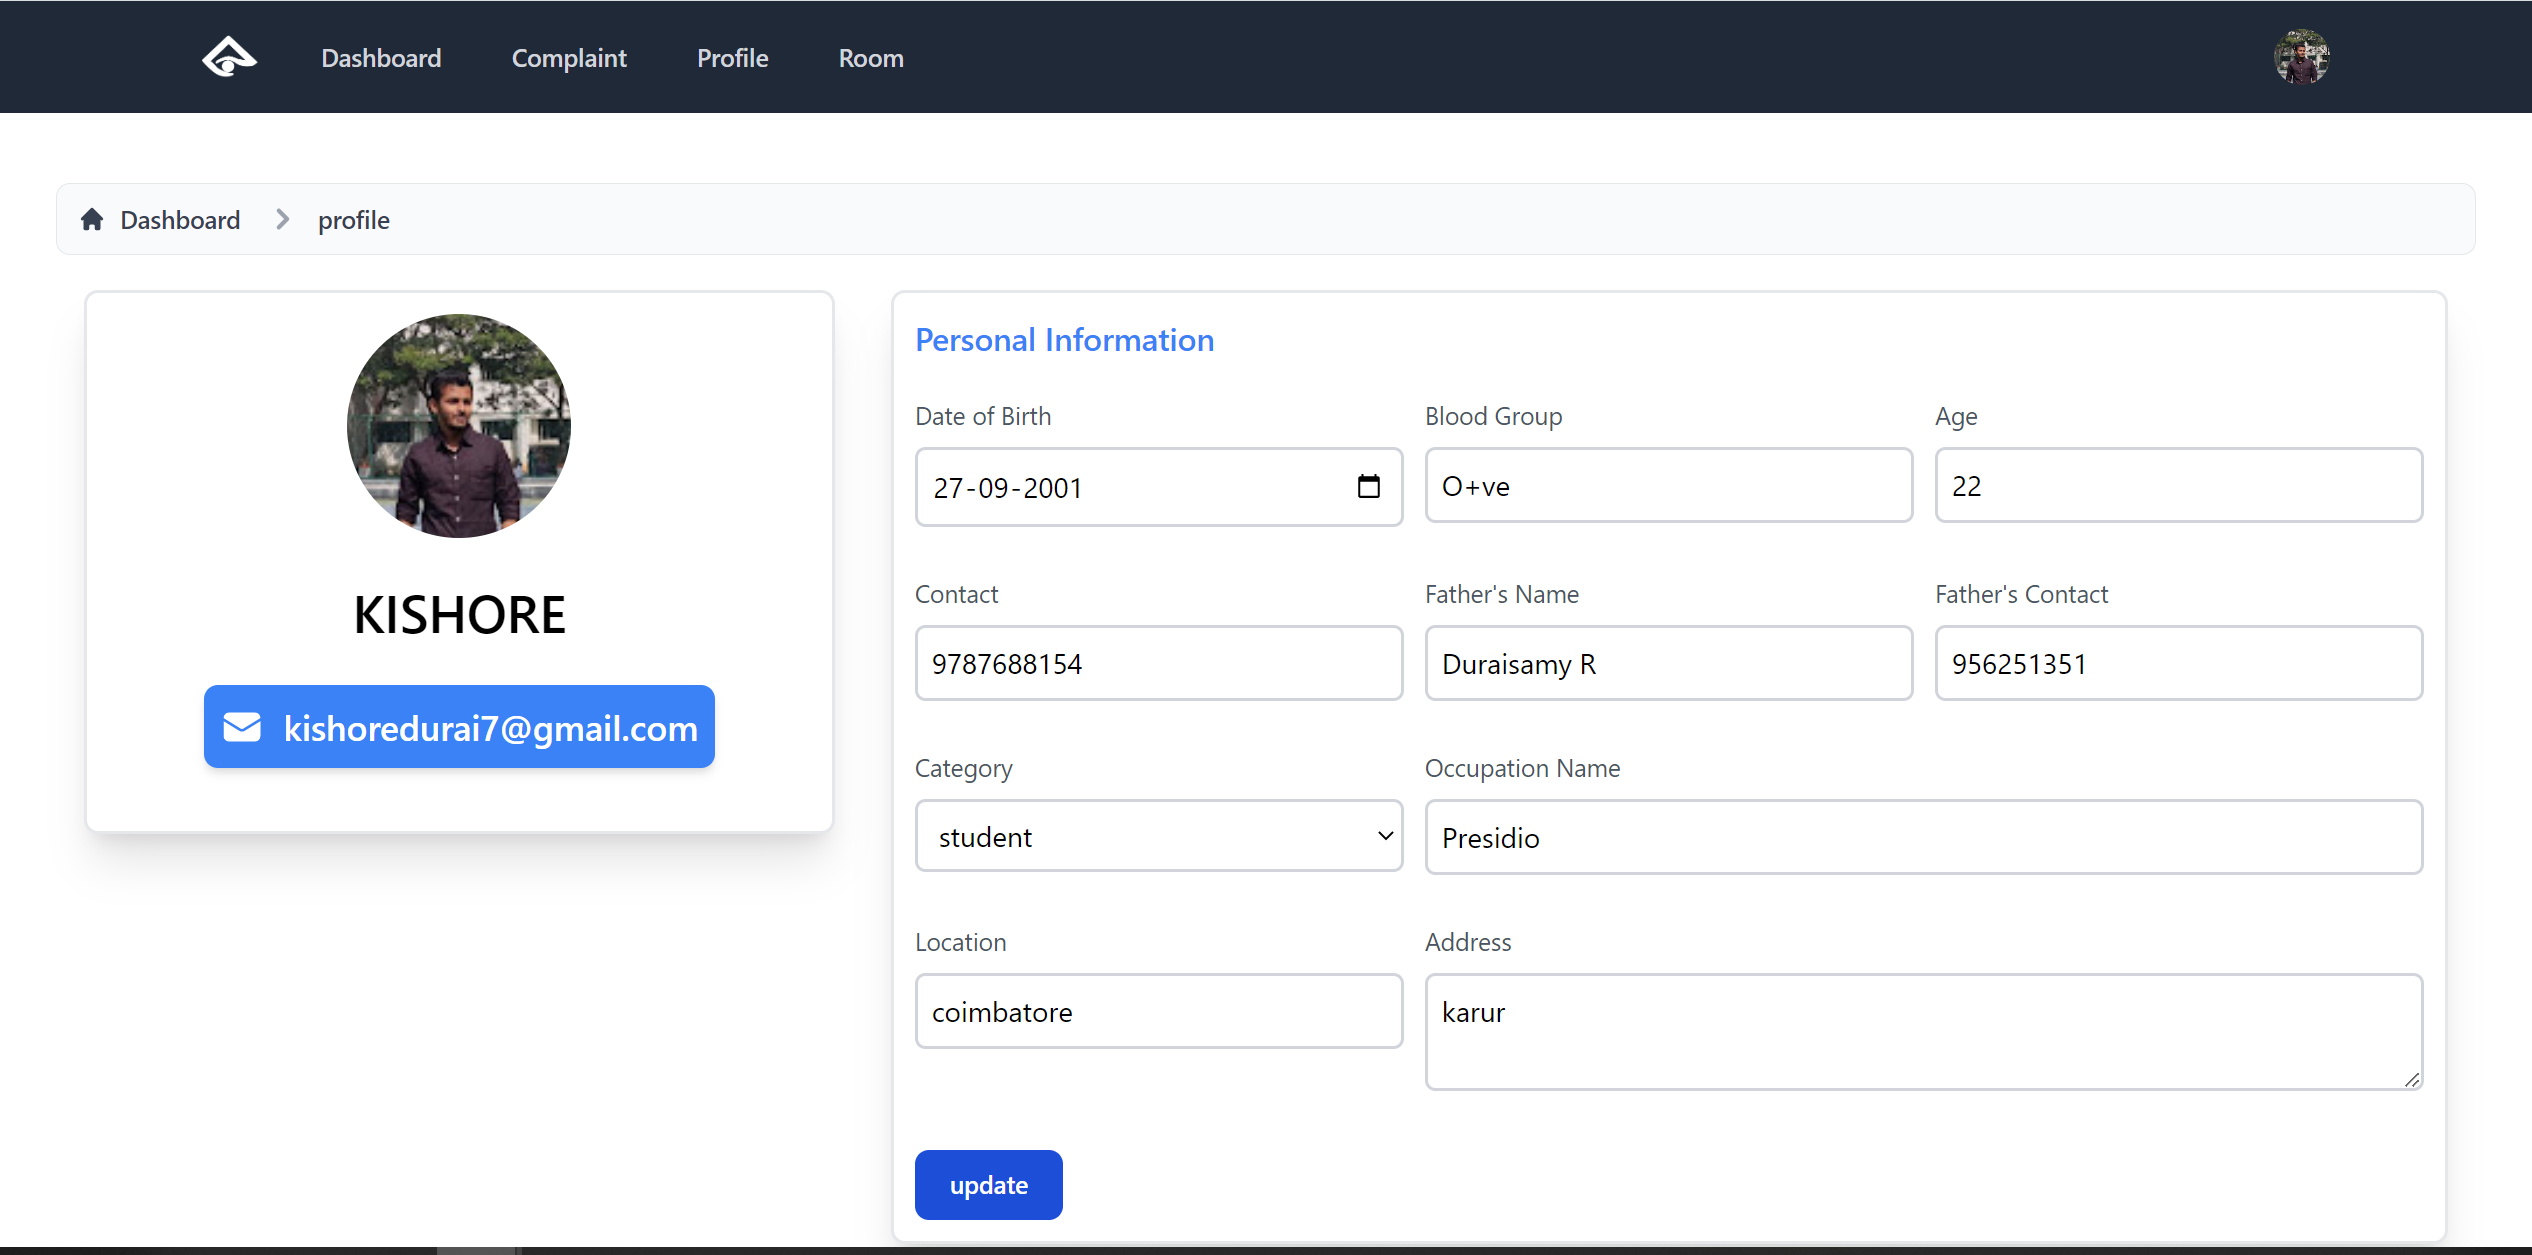 Dashboard Complaint Profile Room
Dashboard profile
KISHORE
kishoredurai7@gmail.com
Personal Information
Date of Birth Blood Group Age
27-09-2001 O+ve 22
Contact Father's Name Father's Contact
9787688154 Duraisamy R 956251351
Category Occupation Name
student Presidio
Location Address
coimbatore karur
update